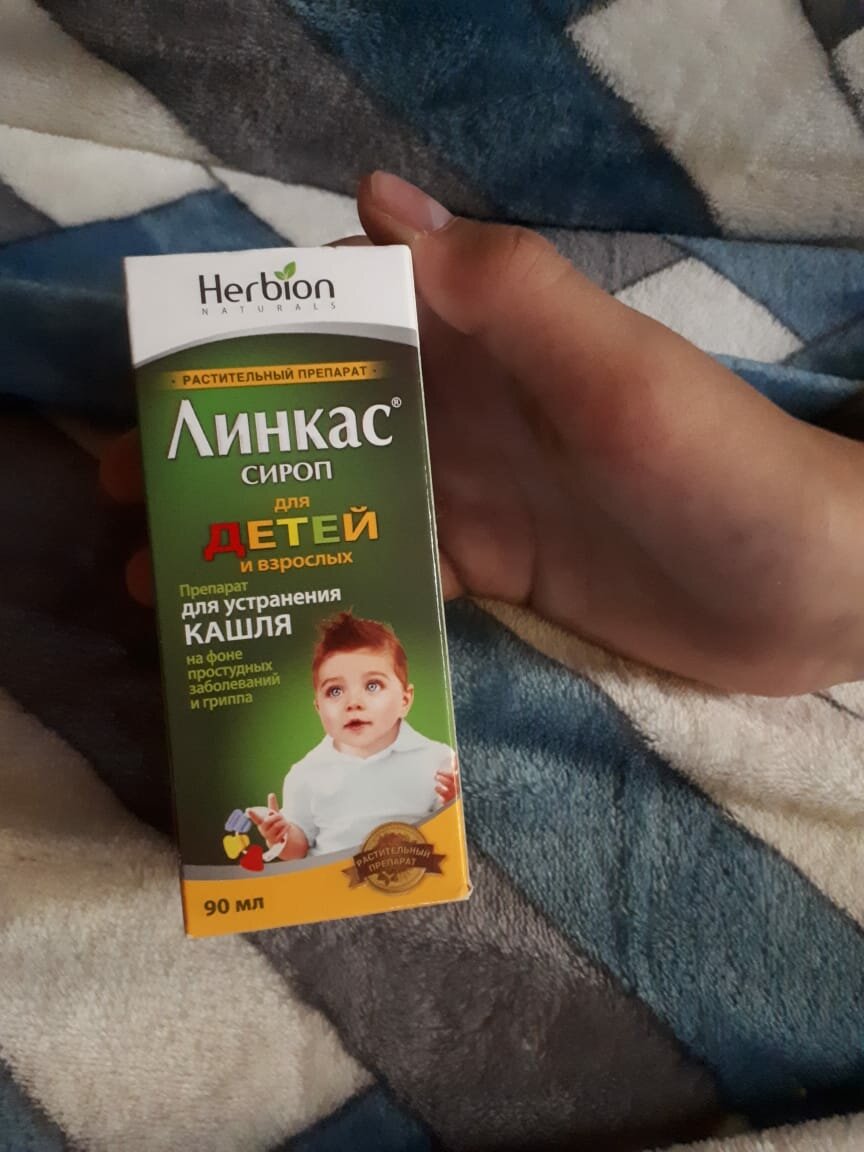 Herbion
NATURALS
· РАСТИТЕЛЬНЫЙ ПРЕПАРАТ ·
Линкас®
СИРОП
для
ДЕТЕЙ
и взрослых
Препарат
для устранения
КАШЛЯ
на фоне
простудных
заболеваний
и гриппа
РАСТИТЕЛЬНЫЙ
ПРЕПАРАТ
90 мл